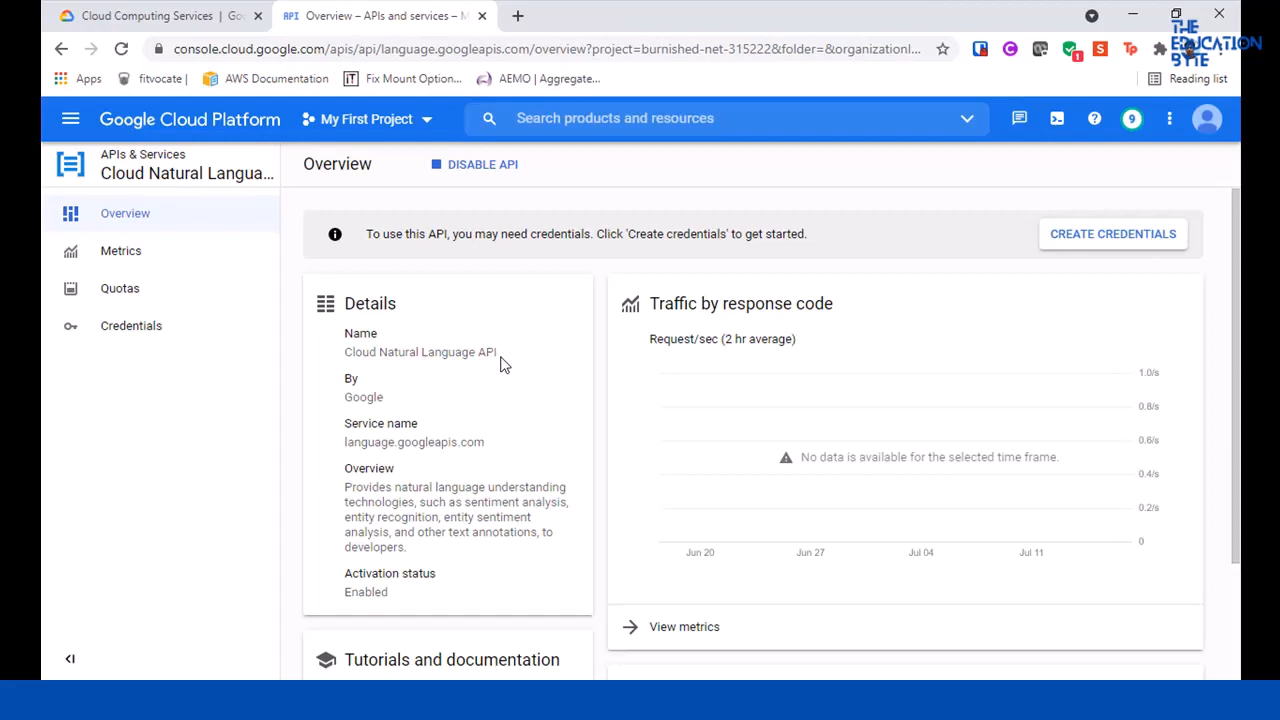 Cloud Computing Services | Go
API Overview – APIs and services – M
THE EDUCATION BYTE
console.cloud.google.com/apis/api/language.googleapis.com/overview?project=burnished-net-315222&folder=&organizationI...
Apps
fitvocate |
AWS Documentation
iT Fix Mount Option...
AEMO | Aggregate...
Reading list
Google Cloud Platform
My First Project
Search products and resources
9
APIs & Services
Cloud Natural Langua...
Overview
DISABLE API
Overview
Metrics
Quotas
Credentials
To use this API, you may need credentials. Click 'Create credentials' to get started.
CREATE CREDENTIALS
Details
Name
Cloud Natural Language API
By
Google
Service name
language.googleapis.com
Overview
Provides natural language understanding
technologies, such as sentiment analysis,
entity recognition, entity sentiment
analysis, and other text annotations, to
developers.
Activation status
Enabled
Traffic by response code
Request/sec (2 hr average)
1.0/s
0.8/s
0.6/s
No data is available for the selected time frame.
0.4/s
0.2/s
0
Jun 20 Jun 27 Jul 04 Jul 11
View metrics
Tutorials and documentation